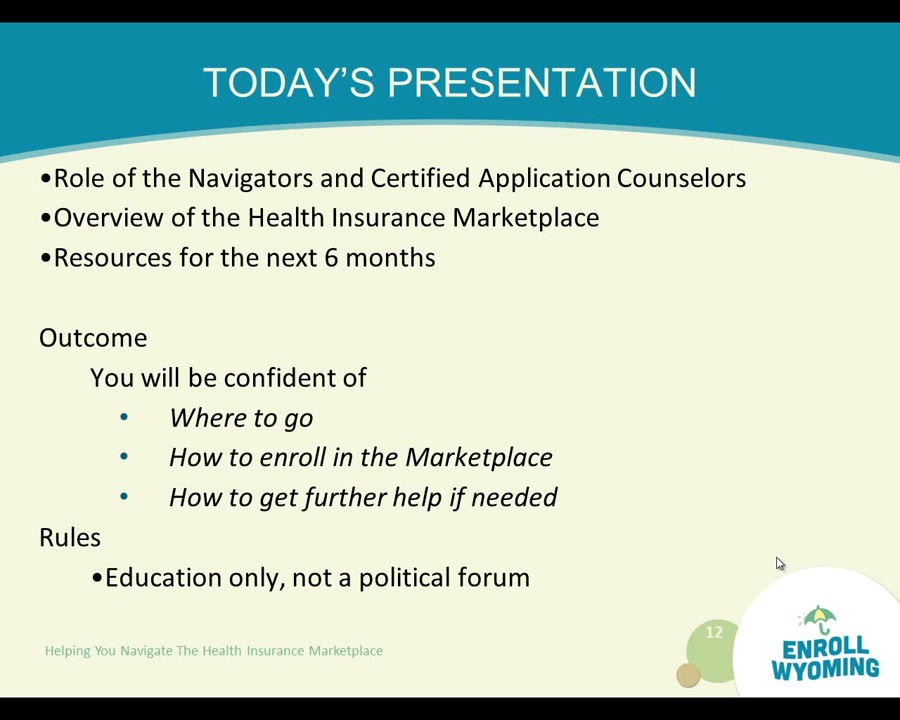 TODAY’S PRESENTATION
•Role of the Navigators and Certified Application Counselors
•Overview of the Health Insurance Marketplace
•Resources for the next 6 months
Outcome
You will be confident of
• Where to go
• How to enroll in the Marketplace
• How to get further help if needed
Rules
•Education only, not a political forum
Helping You Navigate The Health Insurance Marketplace
12
ENROLL
WYOMING